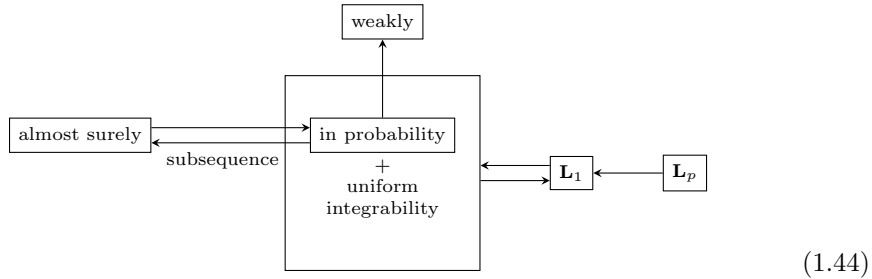 weakly
almost surely
in probability
subsequence
+
uniform
integrability
L₁
Lₚ
(1.44)